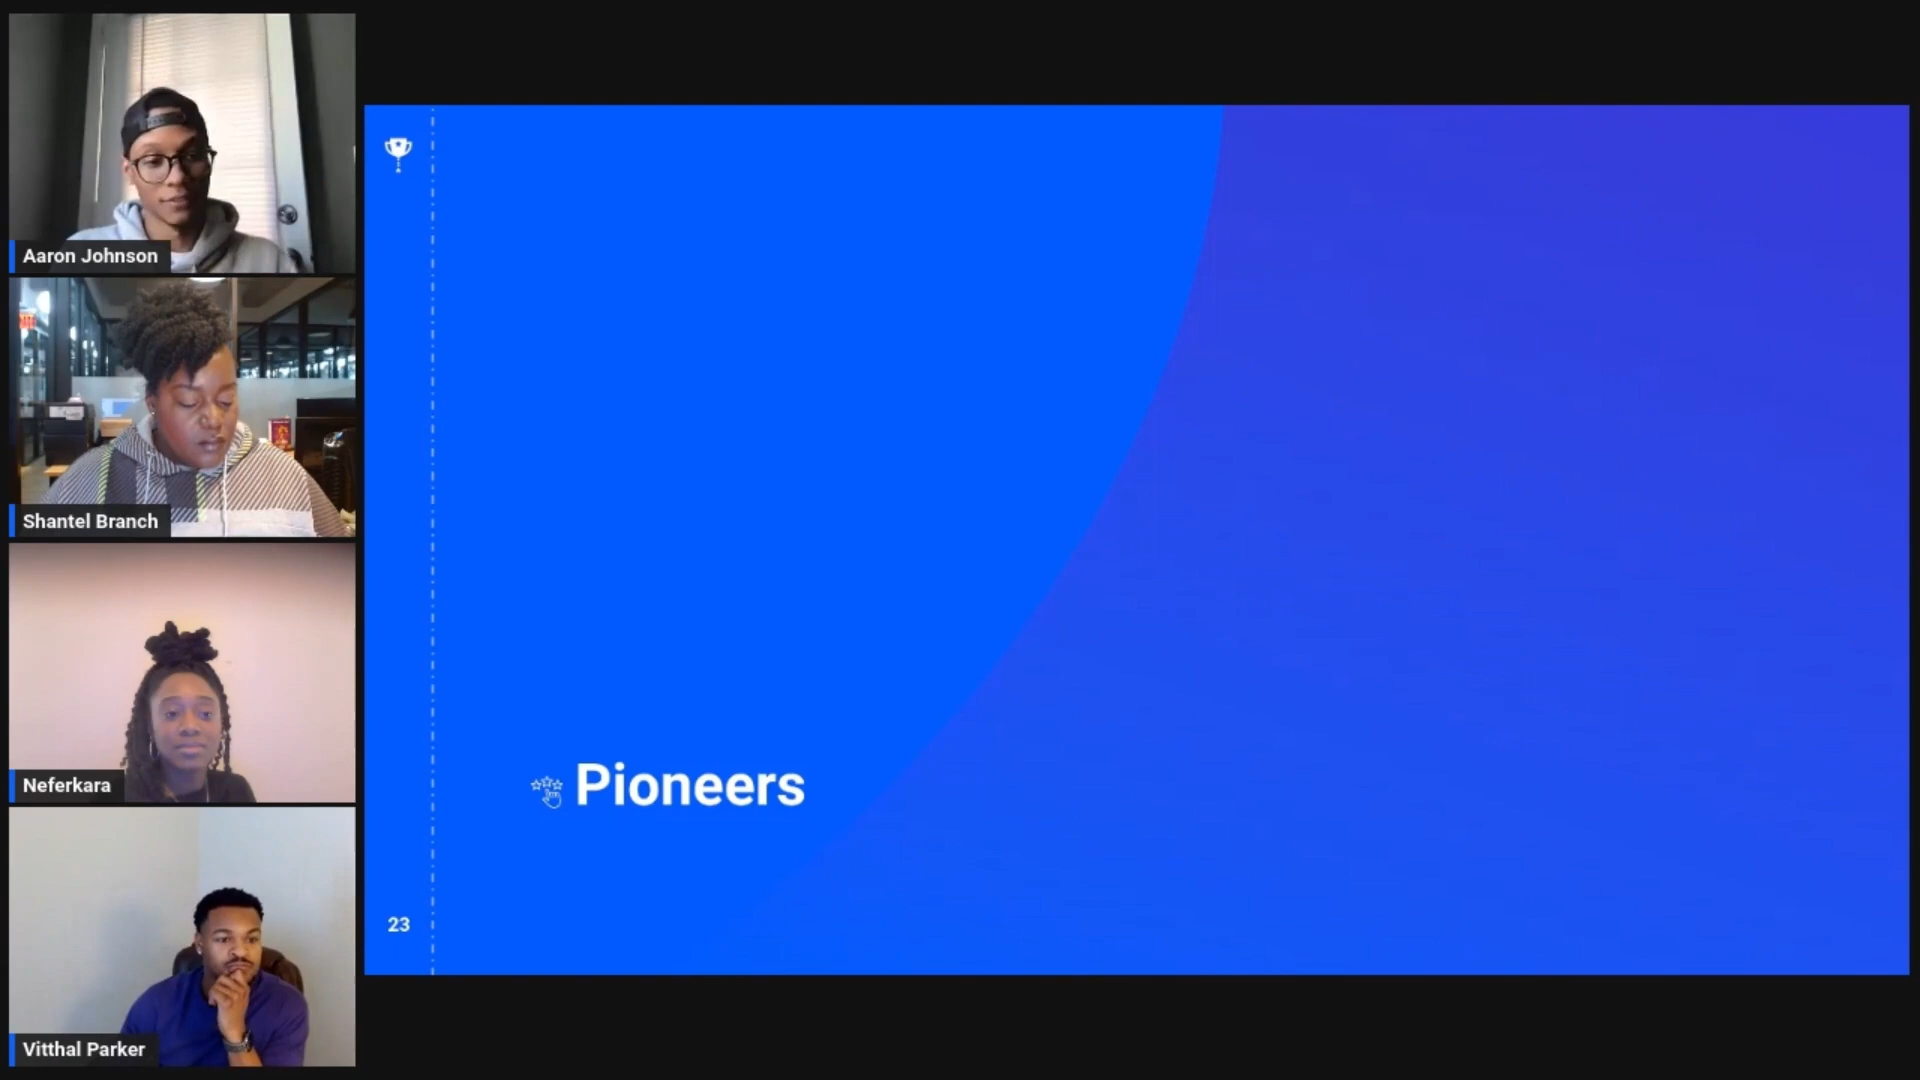 Aaron Johnson
Shantel Branch
Neferkara
Vitthal Parker
Pioneers
23